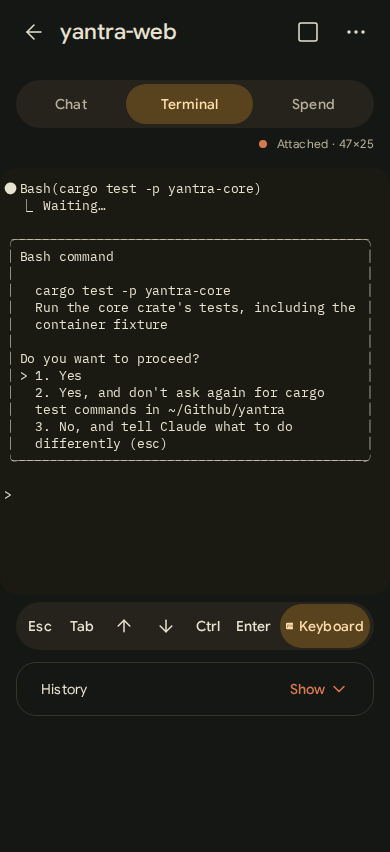 yantra-web
Chat Terminal Spend
Attached · 47×25
Bash(cargo test -p yantra-core)
⎿ Waiting…
Bash command
cargo test -p yantra-core
Run the core crate's tests, including the
container fixture
Do you want to proceed?
> 1. Yes
2. Yes, and don't ask again for cargo
test commands in ~/Github/yantra
3. No, and tell Claude what to do
differently (esc)
>
Esc Tab ↑ ↓ Ctrl Enter Keyboard
History Show